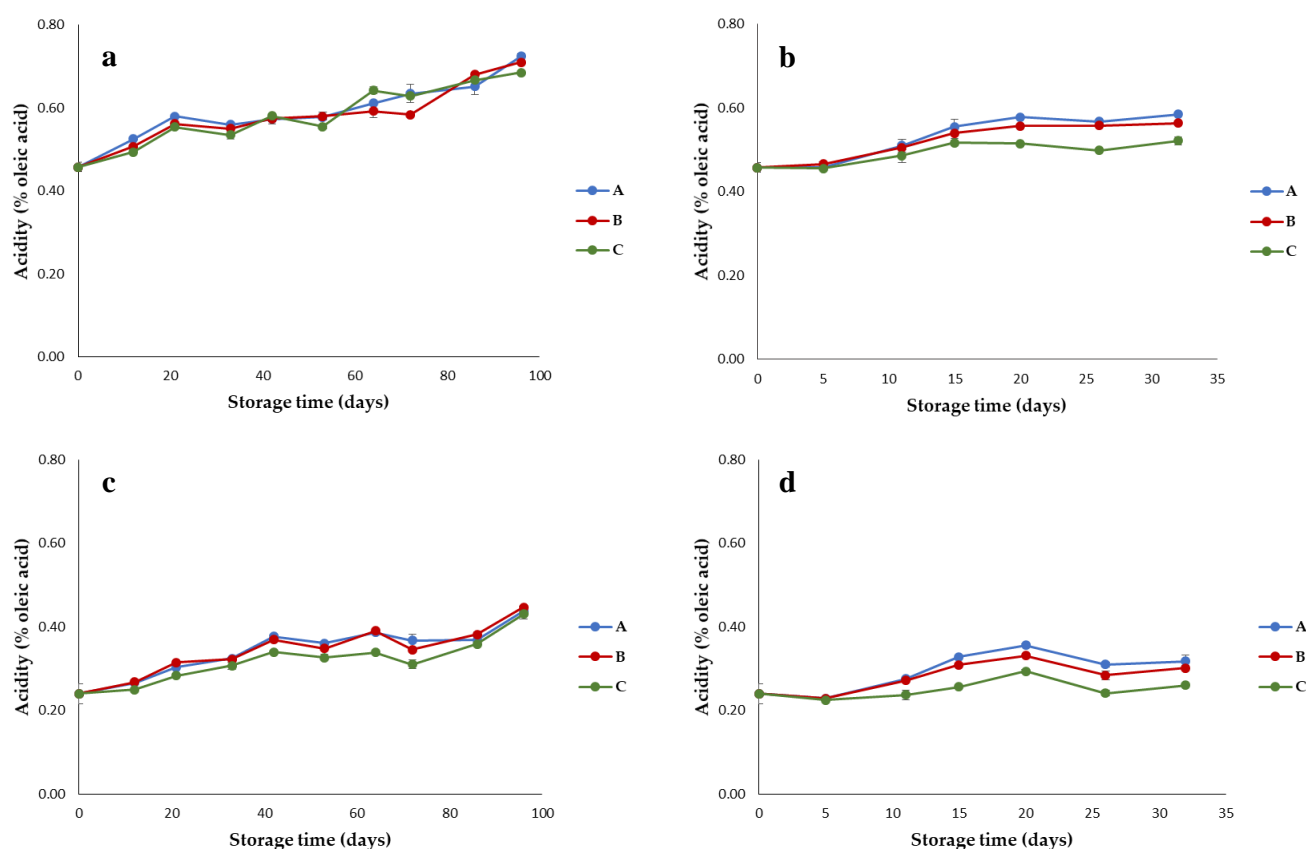 a
Acidity (% oleic acid)
0.80
0.60
0.40
0.20
0.00
0 20 40 60 80 100
Storage time (days)
A
B
C
b
Acidity (% oleic acid)
0.80
0.60
0.40
0.20
0.00
0 5 10 15 20 25 30 35
Storage time (days)
A
B
C
c
Acidity (% oleic acid)
0.80
0.60
0.40
0.20
0.00
0 20 40 60 80 100
Storage time (days)
A
B
C
d
Acidity (% oleic acid)
0.80
0.60
0.40
0.20
0.00
0 5 10 15 20 25 30 35
Storage time (days)
A
B
C